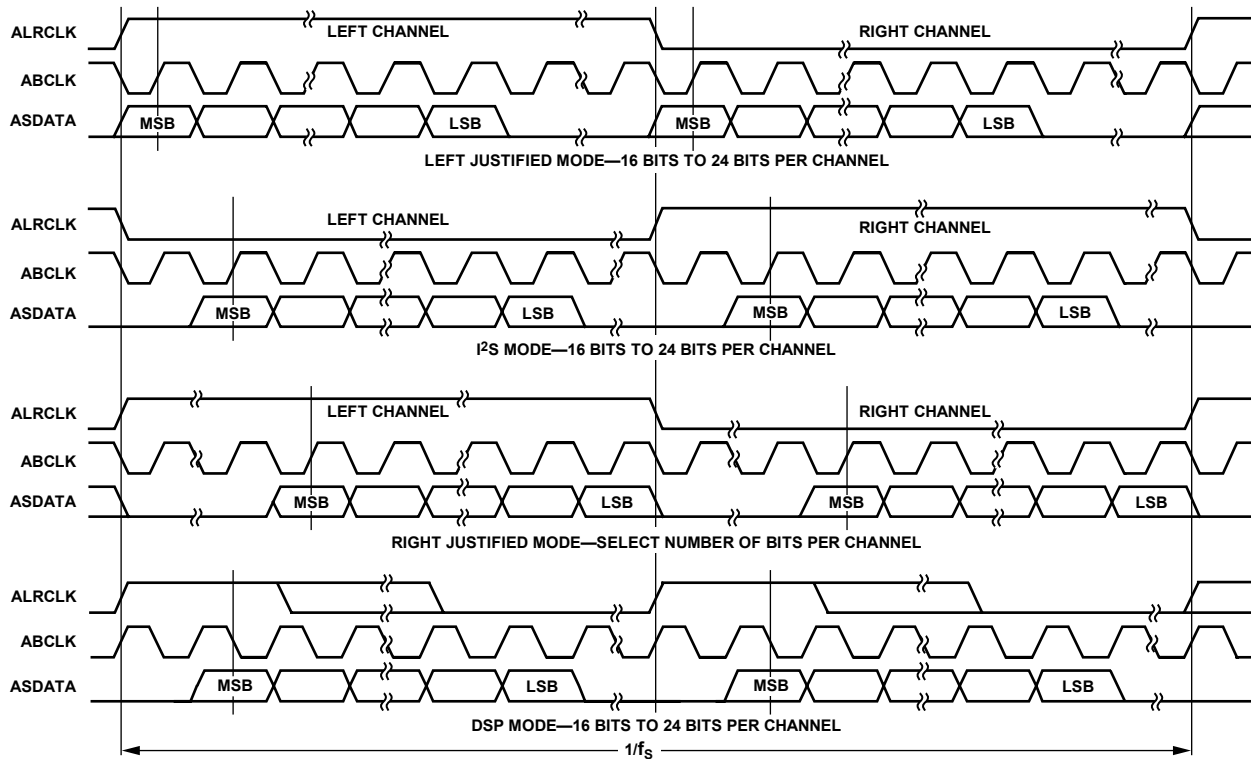 ALRCLK
LEFT CHANNEL
RIGHT CHANNEL
ABCLK
ASDATA
MSB
LSB
MSB
LSB
LEFT JUSTIFIED MODE—16 BITS TO 24 BITS PER CHANNEL
ALRCLK
LEFT CHANNEL
RIGHT CHANNEL
ABCLK
ASDATA
MSB
LSB
MSB
LSB
I²S MODE—16 BITS TO 24 BITS PER CHANNEL
ALRCLK
LEFT CHANNEL
RIGHT CHANNEL
ABCLK
ASDATA
MSB
LSB
MSB
LSB
RIGHT JUSTIFIED MODE—SELECT NUMBER OF BITS PER CHANNEL
ALRCLK
ABCLK
ASDATA
MSB
LSB
MSB
LSB
DSP MODE—16 BITS TO 24 BITS PER CHANNEL
1/fS